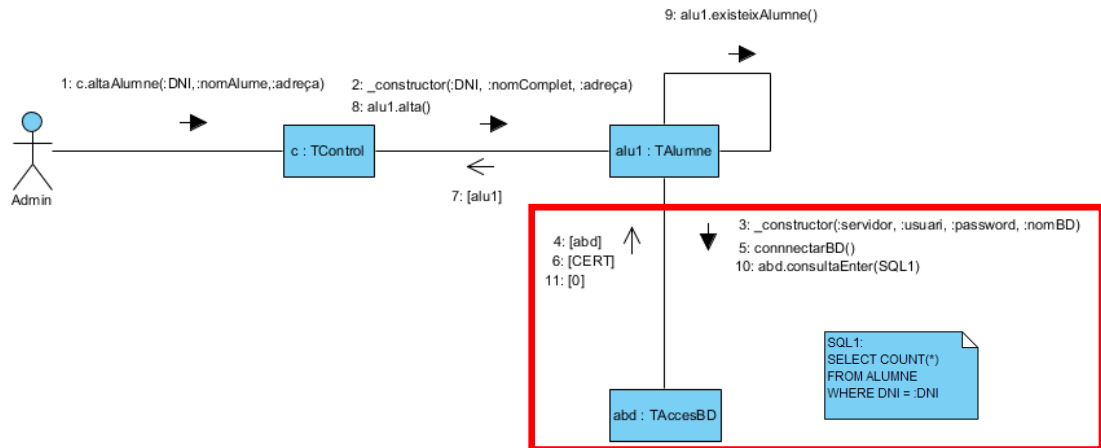 9: alu1.existeixAlumne()
1: c.altaAlumne(:DNI,:nomAlume,:adreça)
2: _constructor(:DNI, :nomComplet, :adreça)
8: alu1.alta()
c : TControl
alu1 : TAlumne
Admin
7: [alu1]
4: [abd]
6: [CERT]
11: [0]
3: _constructor(:servidor, :usuari, :password, :nomBD)
5: connnectarBD()
10: abd.consultaEnter(SQL1)
SQL1:
SELECT COUNT(*)
FROM ALUMNE
WHERE DNI = :DNI
abd : TAccesBD